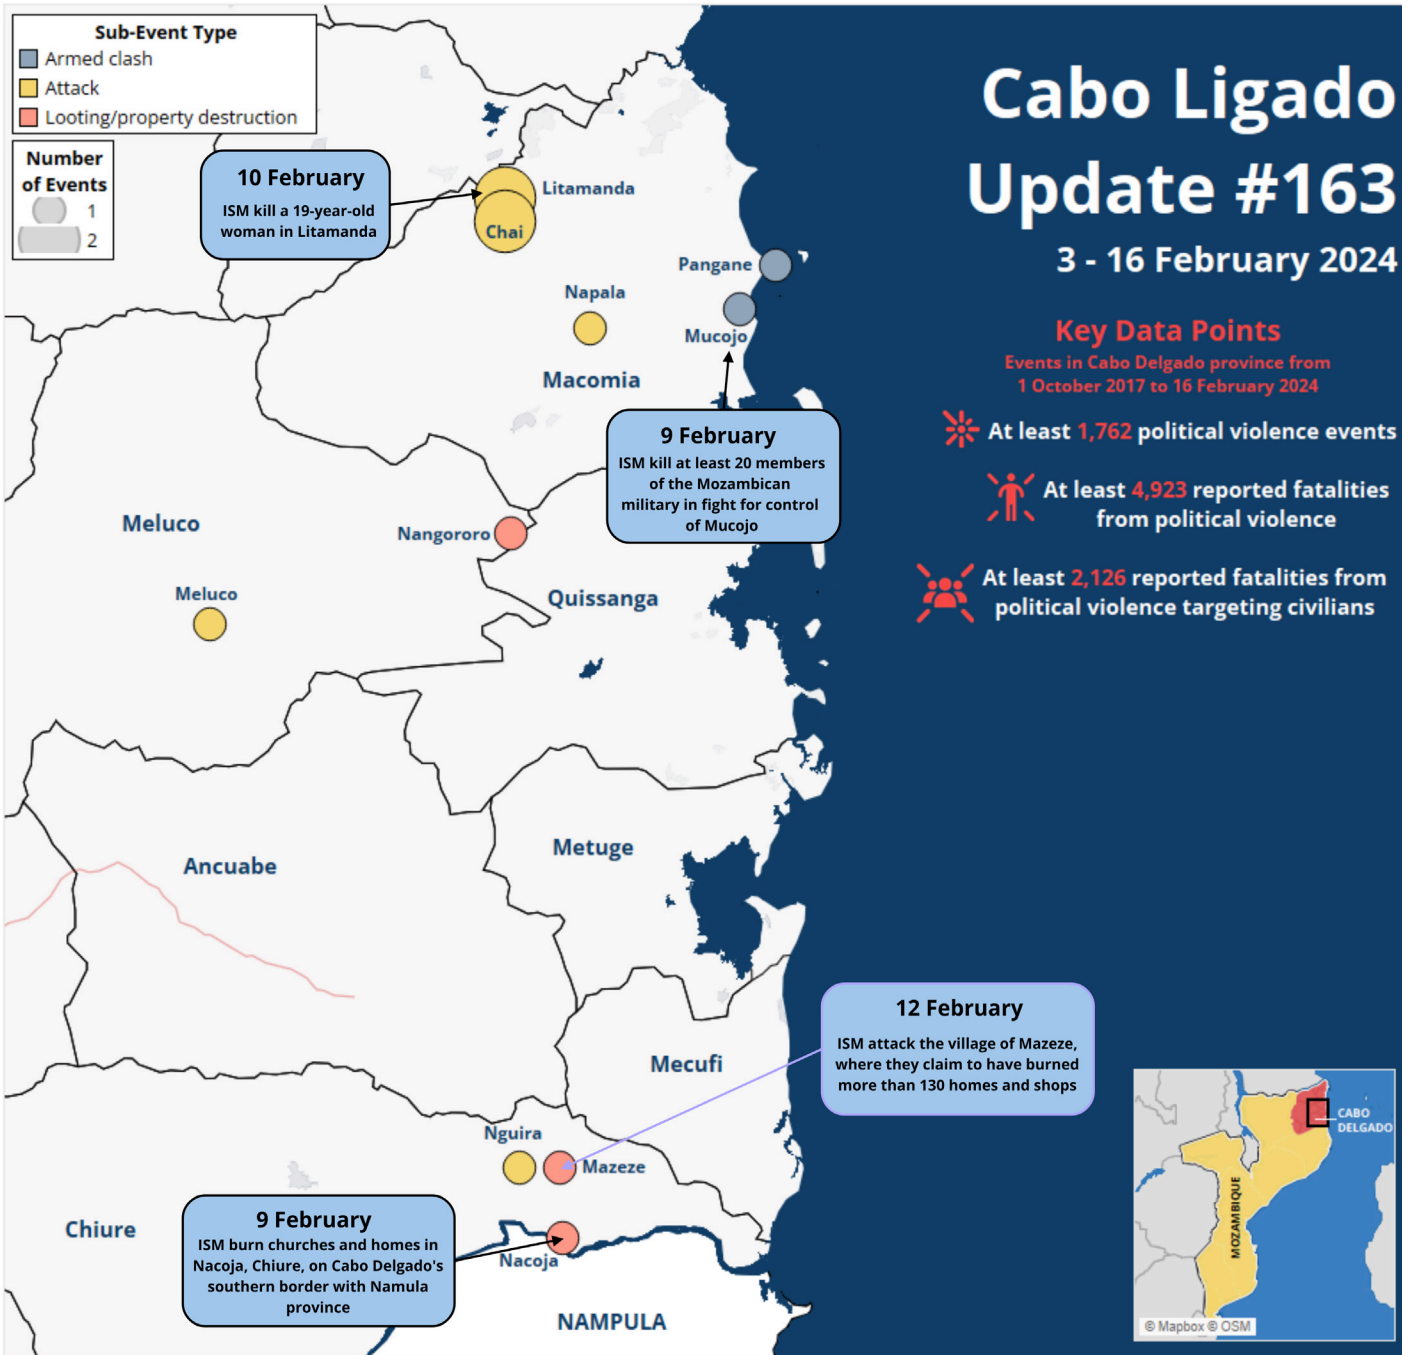 Sub-Event Type
Armed clash
Attack
Looting/property destruction
Number
of Events
1
2
Cabo Ligado
Update #163
3 - 16 February 2024
Key Data Points
Events in Cabo Delgado province from
1 October 2017 to 16 February 2024
At least 1,762 political violence events
At least 4,923 reported fatalities
from political violence
At least 2,126 reported fatalities from
political violence targeting civilians
10 February
ISM kill a 19-year-old
woman in Litamanda
Litamanda
Chai
Pangane
Napala
Mucojo
Macomia
9 February
ISM kill at least 20 members
of the Mozambican
military in fight for control
of Mucojo
Meluco
Nangororo
Meluco
Quissanga
Metuge
Ancuabe
12 February
ISM attack the village of Mazeze,
where they claim to have burned
more than 130 homes and shops
Mecufi
Nguira
Mazeze
Chiure
9 February
ISM burn churches and homes in
Nacoja, Chiure, on Cabo Delgado's
southern border with Namula
province
Nacoja
NAMPULA
CABO
DELGADO
MOZAMBIQUE
© Mapbox © OSM